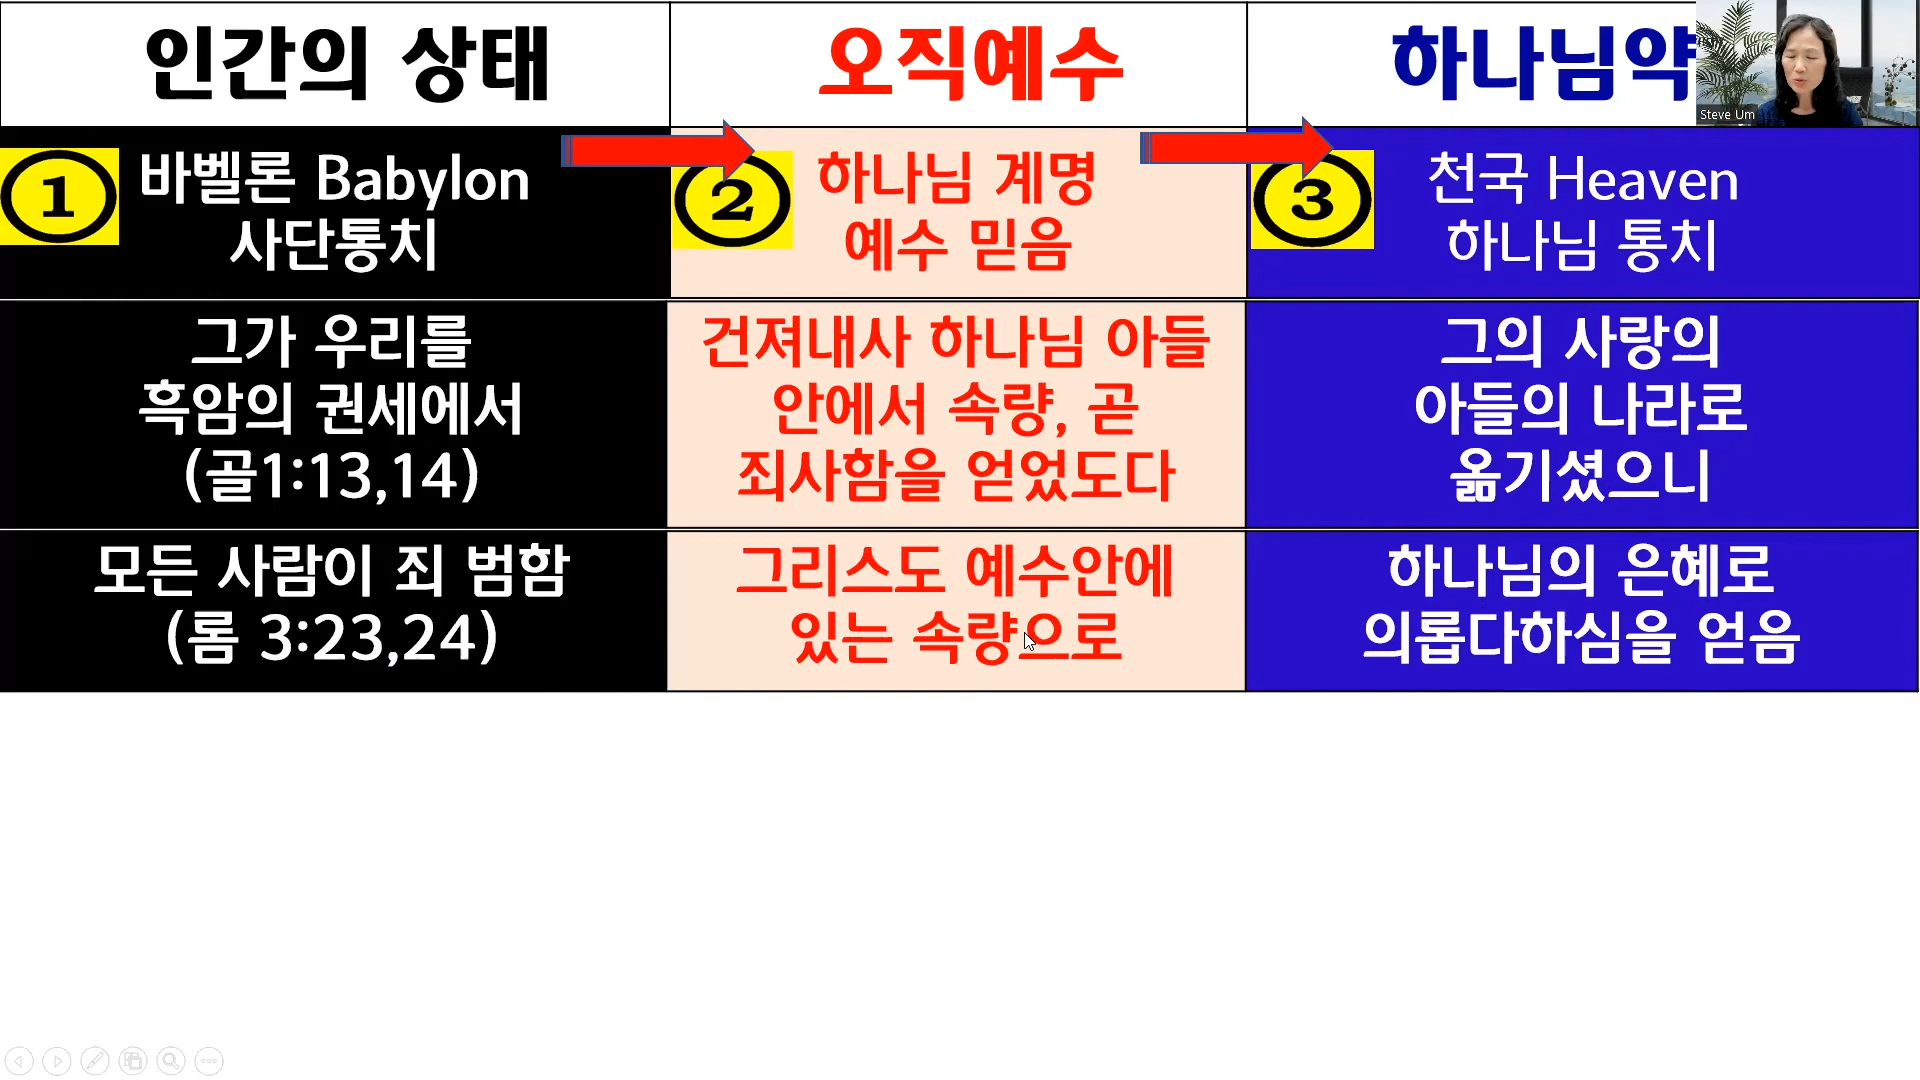 인간의 상태
오직예수
하나님약
Steve Um
1
바벨론 Babylon
사단통치
2
하나님 계명
예수 믿음
3
천국 Heaven
하나님 통치
그가 우리를
흑암의 권세에서
(골1:13,14)
건져내사 하나님 아들
안에서 속량, 곧
죄사함을 얻었도다
그의 사랑의
아들의 나라로
옮기셨으니
모든 사람이 죄 범함
(롬 3:23,24)
그리스도 예수안에
있는 속량으로
하나님의 은혜로
의롭다하심을 얻음